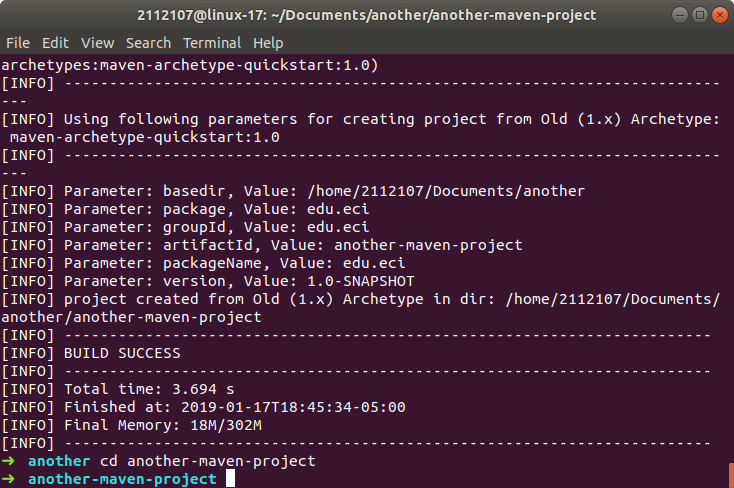 2112107@linux-17: ~/Documents/another/another-maven-project
File Edit View Search Terminal Help
archetypes:maven-archetype-quickstart:1.0)
[INFO] -------------------------------------------------------------------------
---
[INFO] Using following parameters for creating project from Old (1.x) Archetype:
 maven-archetype-quickstart:1.0
[INFO] -------------------------------------------------------------------------
---
[INFO] Parameter: basedir, Value: /home/2112107/Documents/another
[INFO] Parameter: package, Value: edu.eci
[INFO] Parameter: groupId, Value: edu.eci
[INFO] Parameter: artifactId, Value: another-maven-project
[INFO] Parameter: packageName, Value: edu.eci
[INFO] Parameter: version, Value: 1.0-SNAPSHOT
[INFO] project created from Old (1.x) Archetype in dir: /home/2112107/Documents/
another/another-maven-project
[INFO] ------------------------------------------------------------------------
[INFO] BUILD SUCCESS
[INFO] ------------------------------------------------------------------------
[INFO] Total time: 3.694 s
[INFO] Finished at: 2019-01-17T18:45:34-05:00
[INFO] Final Memory: 18M/302M
[INFO] ------------------------------------------------------------------------
➜  another cd another-maven-project
➜  another-maven-project